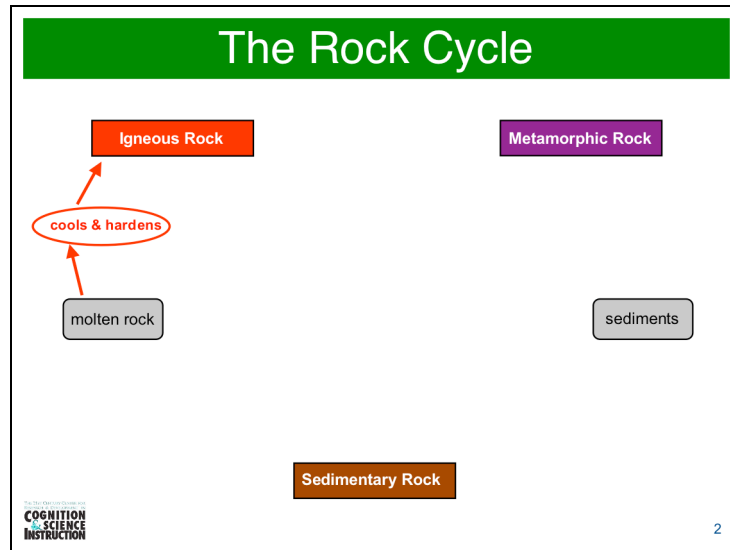 The Rock Cycle
Igneous Rock
Metamorphic Rock
cools & hardens
molten rock
sediments
Sedimentary Rock
COGNITION
& SCIENCE
INSTRUCTION
2